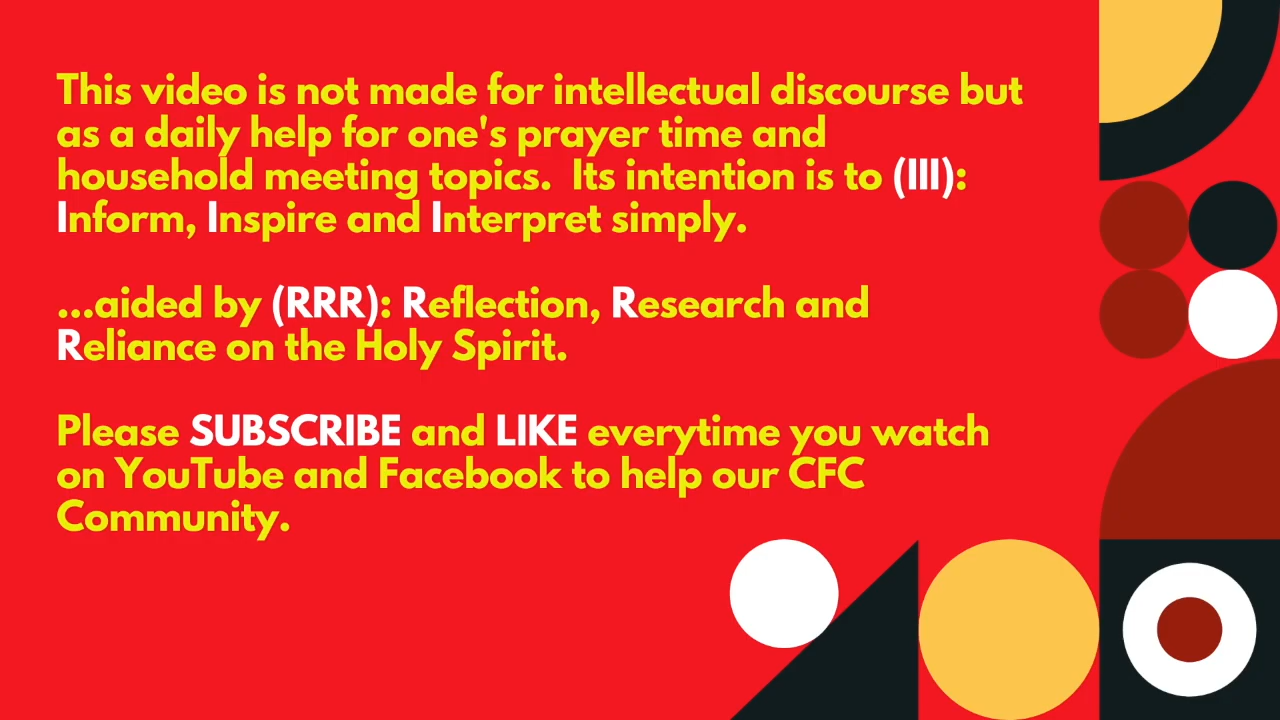 This video is not made for intellectual discourse but
as a daily help for one's prayer time and
household meeting topics.  Its intention is to (III):
Inform, Inspire and Interpret simply.
...aided by (RRR): Reflection, Research and
Reliance on the Holy Spirit.
Please SUBSCRIBE and LIKE everytime you watch
on YouTube and Facebook to help our CFC
Community.